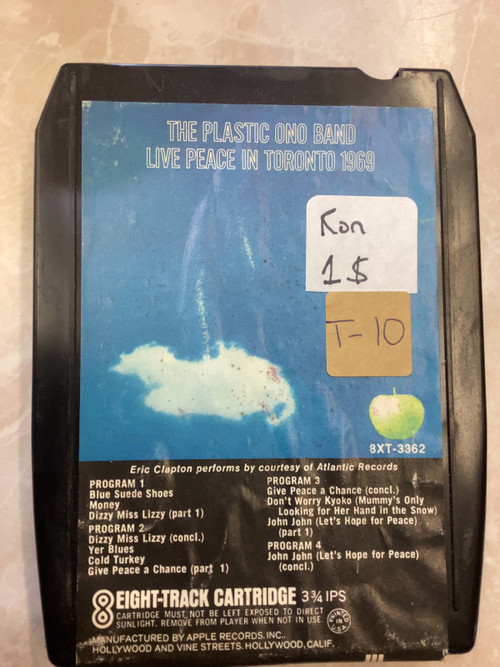 THE PLASTIC ONO BAND
LIVE PEACE IN TORONTO 1969
Ron
1$
T-10
8XT-3362
Eric Clapton performs by courtesy of Atlantic Records
PROGRAM 1
Blue Suede Shoes
Money
Dizzy Miss Lizzy (part 1)
PROGRAM 2
Dizzy Miss Lizzy (concl.)
Yer Blues
Cold Turkey
Give Peace a Chance (part 1)
PROGRAM 3
Give Peace a Chance (concl.)
Don't Worry Kyoko (Mummy's Only
Looking for Her Hand in the Snow)
John John (Let's Hope for Peace)
(part 1)
PROGRAM 4
John John (Let's Hope for Peace)
(concl.)
8 EIGHT-TRACK CARTRIDGE 3¾ IPS
CARTRIDGE MUST NOT BE LEFT EXPOSED TO DIRECT
SUNLIGHT. REMOVE FROM PLAYER WHEN NOT IN USE.
PRINTED
IN
U.S.A.
MANUFACTURED BY APPLE RECORDS, INC.,
HOLLYWOOD AND VINE STREETS, HOLLYWOOD, CALIF.